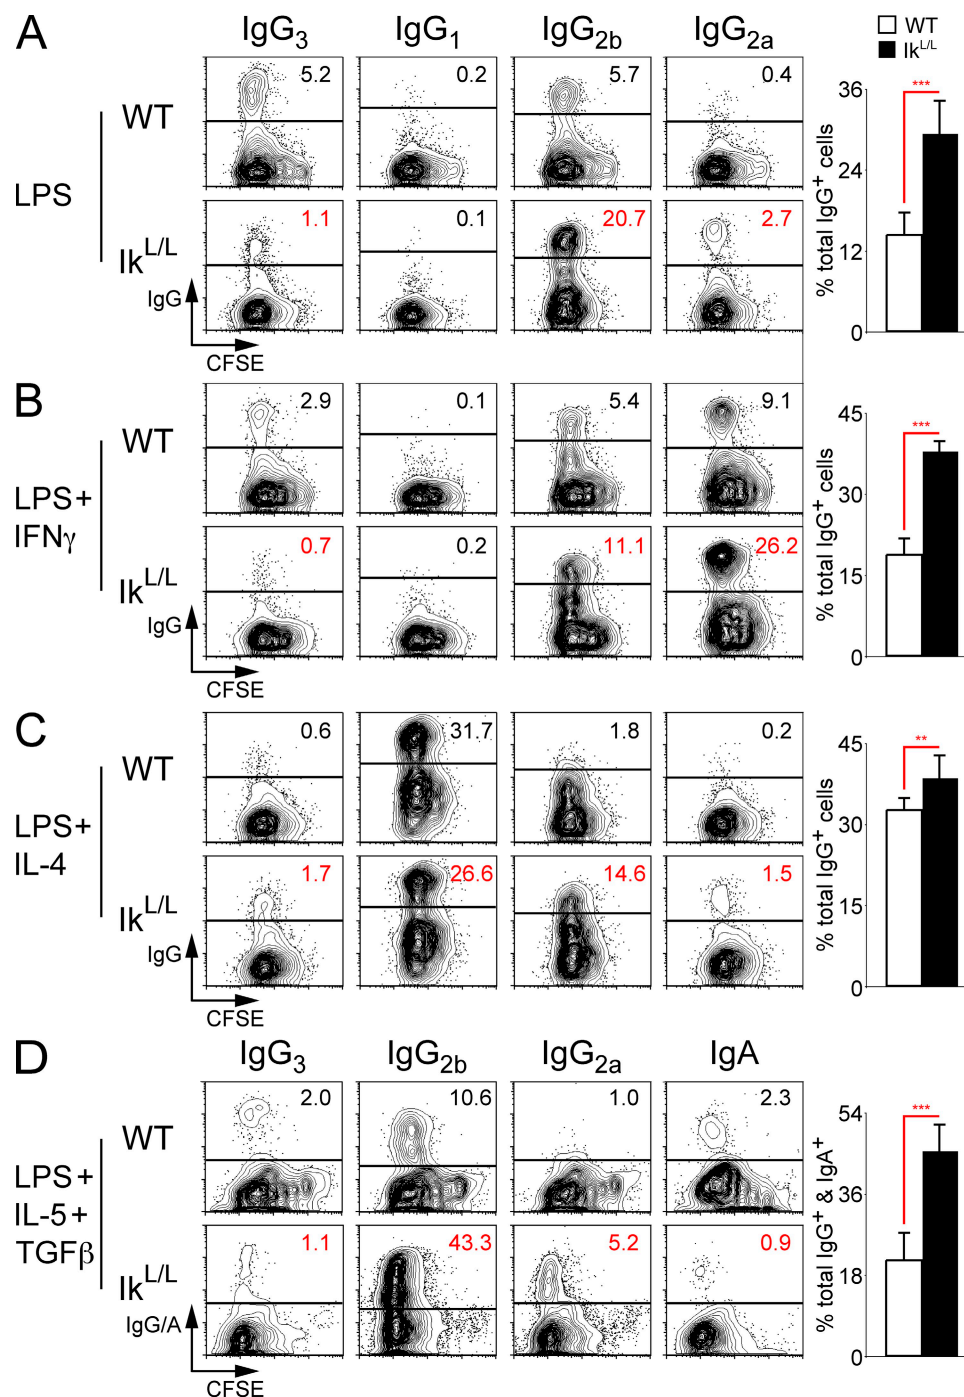 A
IgG3 IgG1 IgG2b IgG2a
WT
IkL/L
LPS
WT
5.2 0.2 5.7 0.4
IkL/L
1.1 0.1 20.7 2.7
IgG
CFSE
***
% total IgG+ cells
36
24
12
0
B
LPS+
IFNγ
WT
2.9 0.1 5.4 9.1
IkL/L
0.7 0.2 11.1 26.2
IgG
CFSE
***
% total IgG+ cells
45
30
15
0
C
LPS+
IL-4
WT
0.6 31.7 1.8 0.2
IkL/L
1.7 26.6 14.6 1.5
IgG
CFSE
**
% total IgG+ cells
45
30
15
0
D
IgG3 IgG2b IgG2a IgA
LPS+
IL-5+
TGFβ
WT
2.0 10.6 1.0 2.3
IkL/L
1.1 43.3 5.2 0.9
IgG/A
CFSE
***
% total IgG+ & IgA+
54
36
18
0